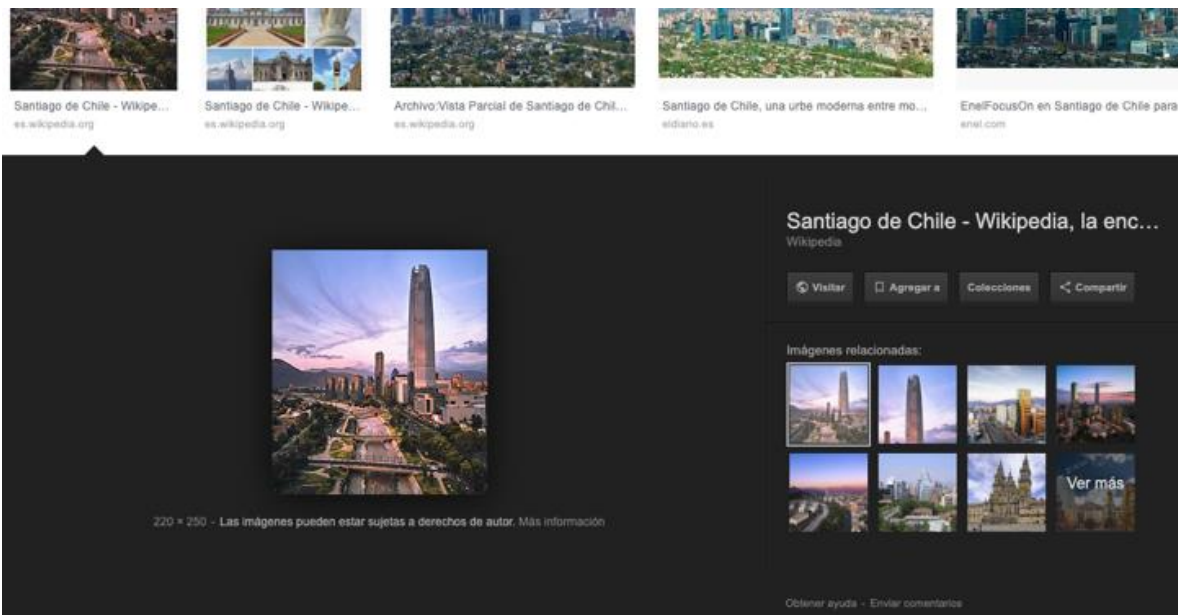 Santiago de Chile - Wikipe...
es.wikipedia.org
Santiago de Chile - Wikipe...
es.wikipedia.org
Archivo:Vista Parcial de Santiago de Chil...
es.wikipedia.org
Santiago de Chile, una urbe moderna entre mo...
eldiario.es
EnelFocusOn en Santiago de Chile para
enel.com
Santiago de Chile - Wikipedia, la enc...
Wikipedia
Visitar
Agregar a
Colecciones
Compartir
Imágenes relacionadas:
Ver más
220 × 250 - Las imágenes pueden estar sujetas a derechos de autor. Más información
Obtener ayuda - Enviar comentarios